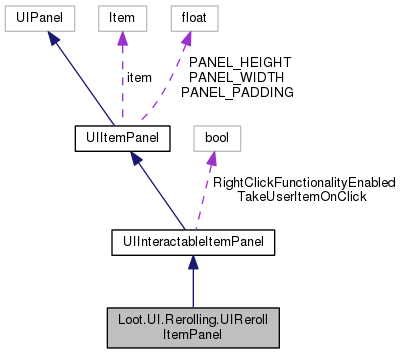 UIPanel
Item
float
item
PANEL_HEIGHT
PANEL_WIDTH
PANEL_PADDING
UIItemPanel
bool
RightClickFunctionalityEnabled
TakeUserItemOnClick
UIInteractableItemPanel
Loot.UI.Rerolling.UIReroll
ItemPanel